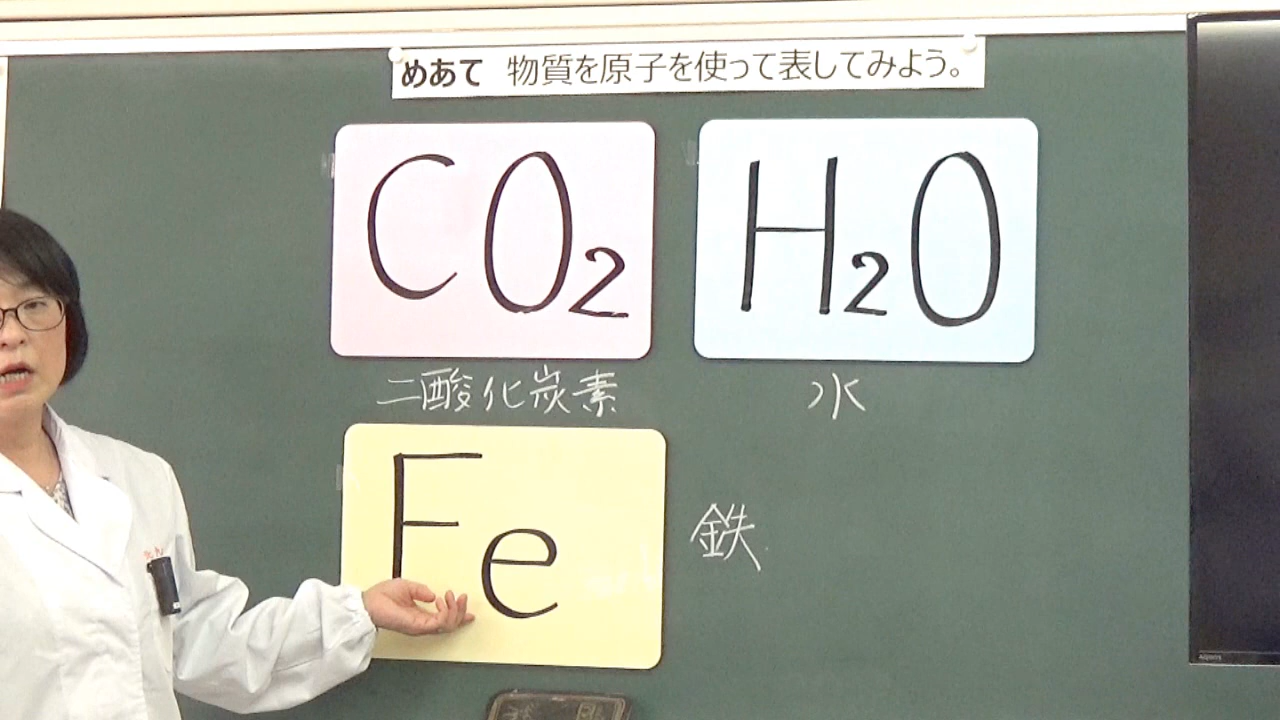 めあて 物質を原子を使って表してみよう。
CO₂
H₂O
二酸化炭素
水
Fe
鉄